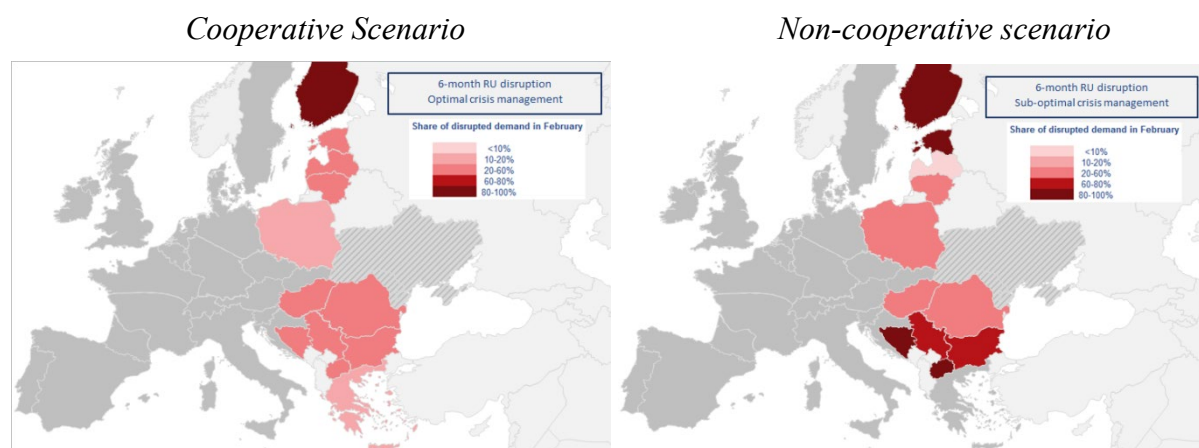 Cooperative Scenario
6-month RU disruption
Optimal crisis management
Share of disrupted demand in February
<10%
10-20%
20-60%
60-80%
80-100%
Non-cooperative scenario
6-month RU disruption
Sub-optimal crisis management
Share of disrupted demand in February
<10%
10-20%
20-60%
60-80%
80-100%